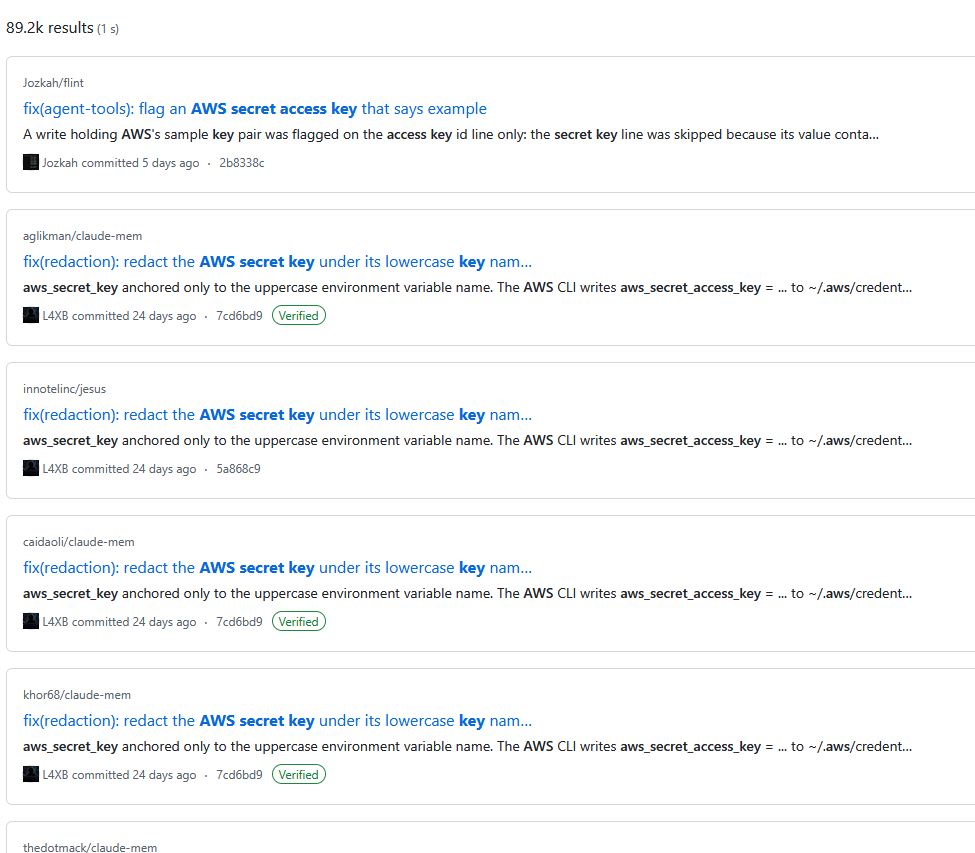 89.2k results (1 s)
Jozkah/flint
fix(agent-tools): flag an AWS secret access key that says example
A write holding AWS's sample key pair was flagged on the access key id line only: the secret key line was skipped because its value conta...
Jozkah committed 5 days ago · 2b8338c
aglikman/claude-mem
fix(redaction): redact the AWS secret key under its lowercase key nam...
aws_secret_key anchored only to the uppercase environment variable name. The AWS CLI writes aws_secret_access_key = ... to ~/.aws/credent...
L4XB committed 24 days ago · 7cd6bd9 Verified
innotelinc/jesus
fix(redaction): redact the AWS secret key under its lowercase key nam...
aws_secret_key anchored only to the uppercase environment variable name. The AWS CLI writes aws_secret_access_key = ... to ~/.aws/credent...
L4XB committed 24 days ago · 5a868c9
caidaoli/claude-mem
fix(redaction): redact the AWS secret key under its lowercase key nam...
aws_secret_key anchored only to the uppercase environment variable name. The AWS CLI writes aws_secret_access_key = ... to ~/.aws/credent...
L4XB committed 24 days ago · 7cd6bd9 Verified
khor68/claude-mem
fix(redaction): redact the AWS secret key under its lowercase key nam...
aws_secret_key anchored only to the uppercase environment variable name. The AWS CLI writes aws_secret_access_key = ... to ~/.aws/credent...
L4XB committed 24 days ago · 7cd6bd9 Verified
thedotmack/claude-mem